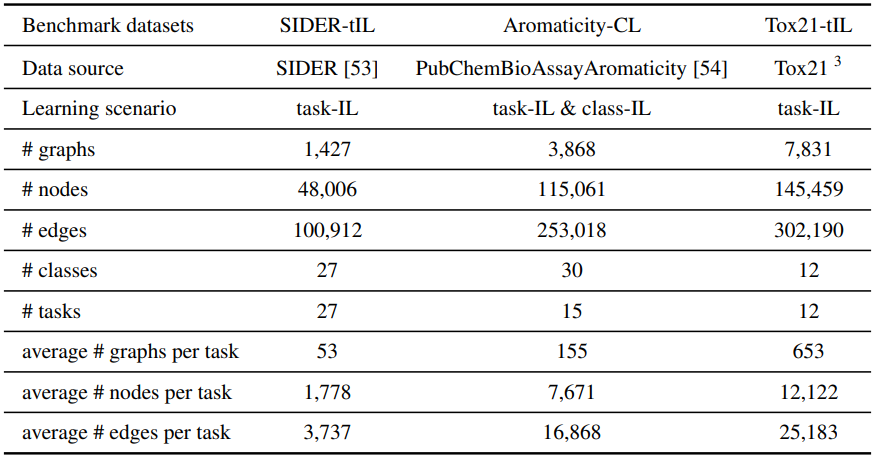 Benchmark datasets SIDER-tIL Aromaticity-CL Tox21-tIL
Data source SIDER [53] PubChemBioAssayAromaticity [54] Tox21 3
Learning scenario task-IL task-IL & class-IL task-IL
# graphs 1,427 3,868 7,831
# nodes 48,006 115,061 145,459
# edges 100,912 253,018 302,190
# classes 27 30 12
# tasks 27 15 12
average # graphs per task 53 155 653
average # nodes per task 1,778 7,671 12,122
average # edges per task 3,737 16,868 25,183